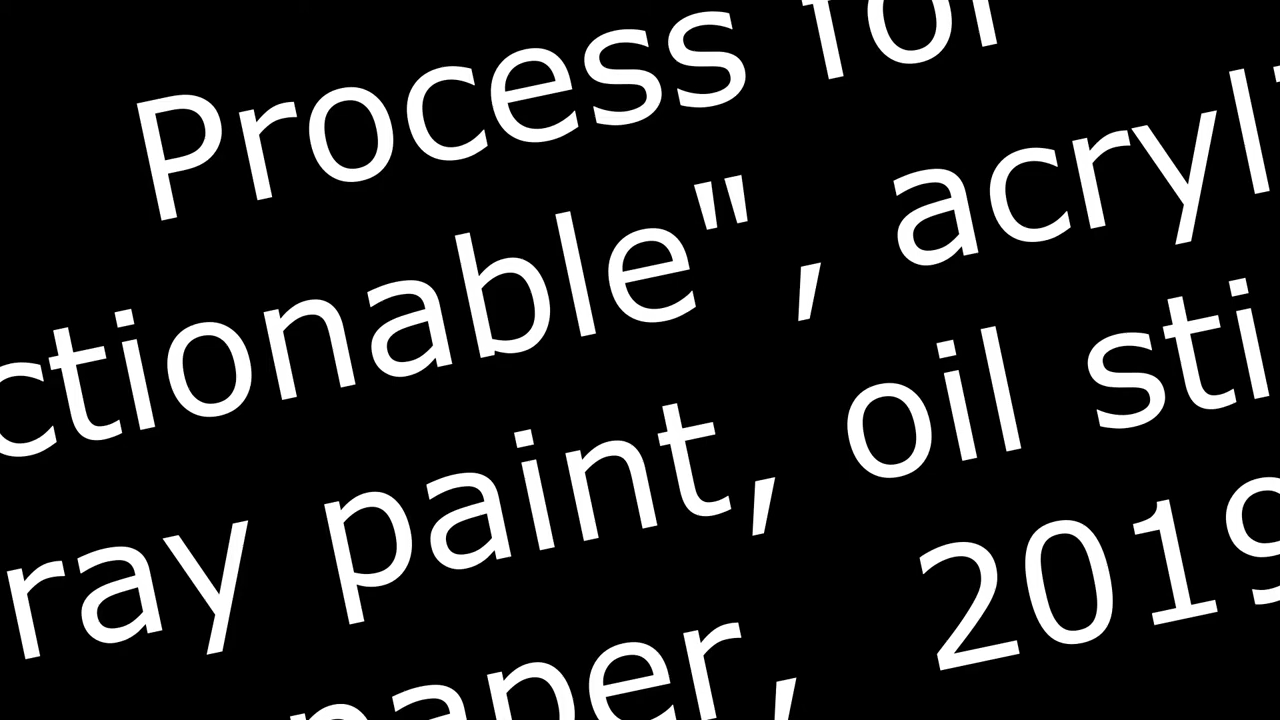 Process for
ctionable", acryl
ray paint, oil sti
paper, 2019